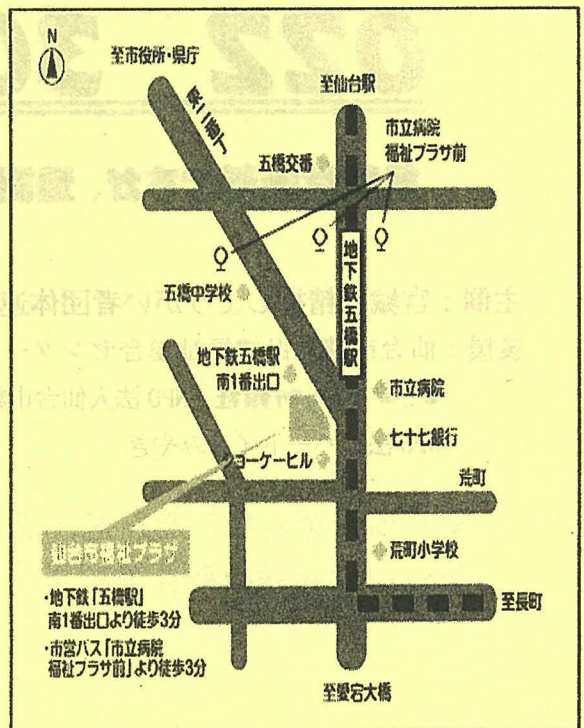 N
至市役所・県庁
至仙台駅
東二番丁
市立病院
福祉プラザ前
五橋交番
地下鉄五橋駅
五橋中学校
地下鉄五橋駅
南1番出口
市立病院
七十七銀行
ショーケービル
荒町
仙台市福祉プラザ
荒町小学校
・地下鉄「五橋駅」
南1番出口より徒歩3分
至長町
・市営バス「市立病院
福祉プラザ前」より徒歩3分
至愛宕大橋